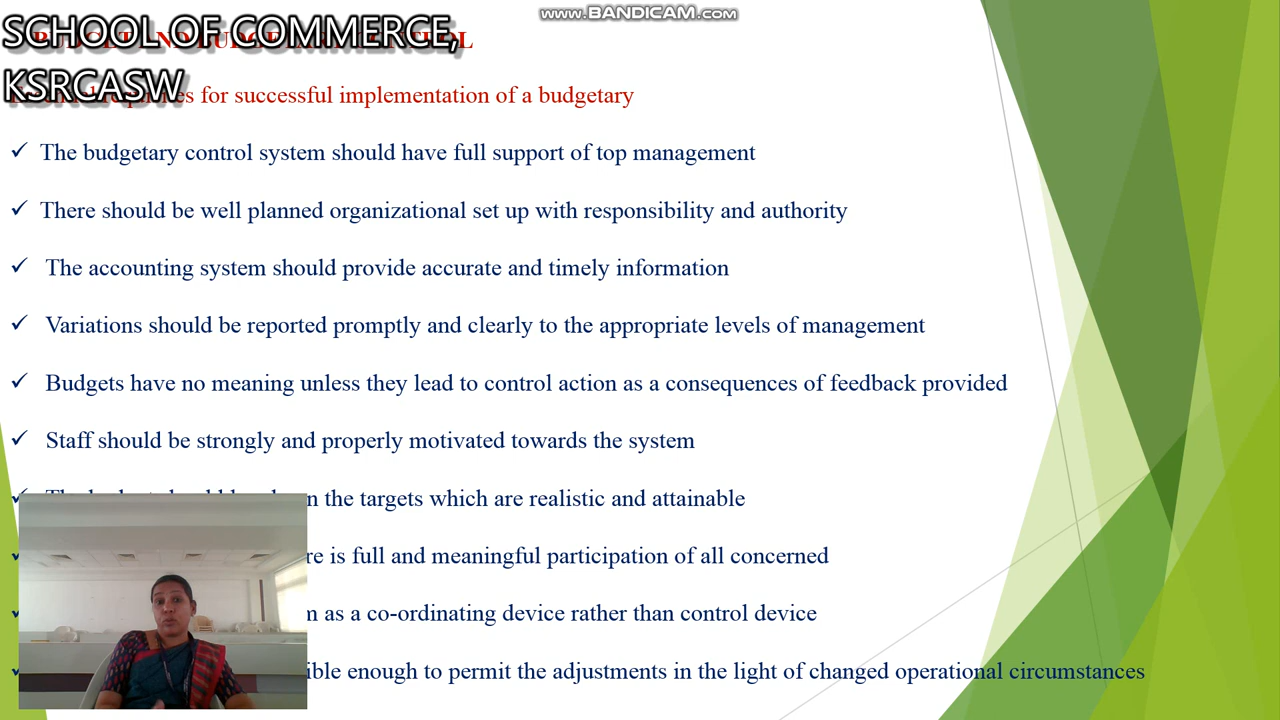 www.BANDICAM.com
SCHOOL OF COMMERCE,
KSRCASW
for successful implementation of a budgetary
✓ The budgetary control system should have full support of top management
✓ There should be well planned organizational set up with responsibility and authority
✓ The accounting system should provide accurate and timely information
✓ Variations should be reported promptly and clearly to the appropriate levels of management
✓ Budgets have no meaning unless they lead to control action as a consequences of feedback provided
✓ Staff should be strongly and properly motivated towards the system
the targets which are realistic and attainable
is full and meaningful participation of all concerned
as a co-ordinating device rather than control device
enough to permit the adjustments in the light of changed operational circumstances